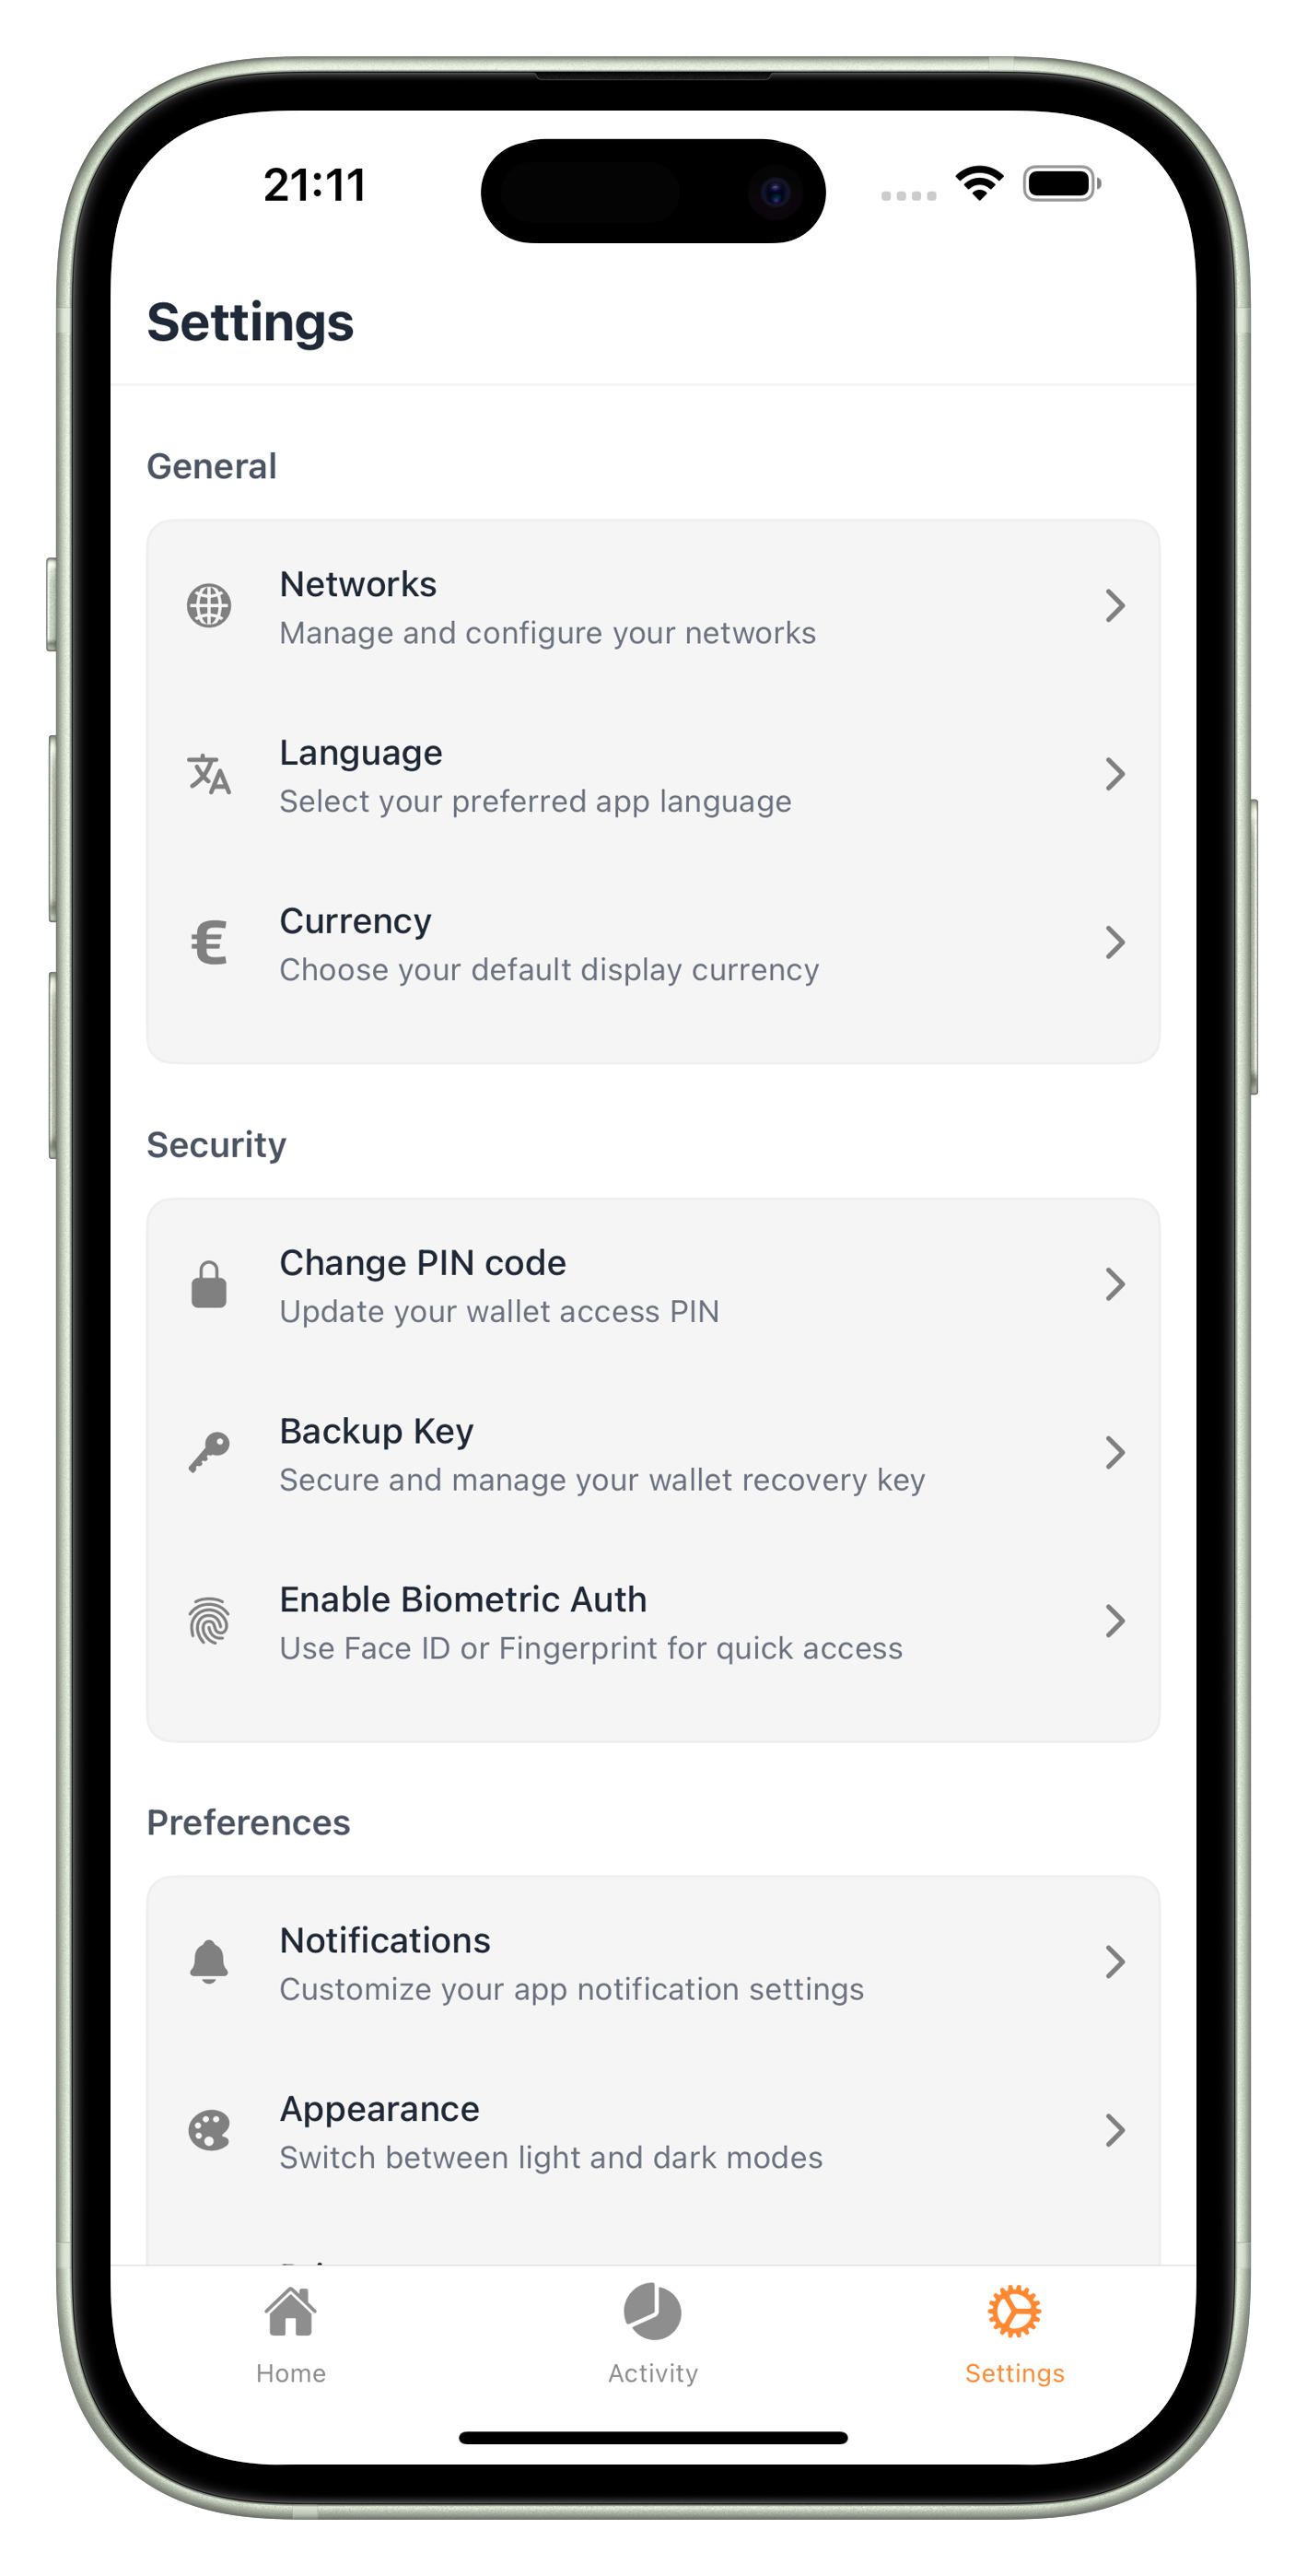 21:11
Settings
General
Networks
Manage and configure your networks
Language
Select your preferred app language
Currency
Choose your default display currency
Security
Change PIN code
Update your wallet access PIN
Backup Key
Secure and manage your wallet recovery key
Enable Biometric Auth
Use Face ID or Fingerprint for quick access
Preferences
Notifications
Customize your app notification settings
Appearance
Switch between light and dark modes
Home
Activity
Settings